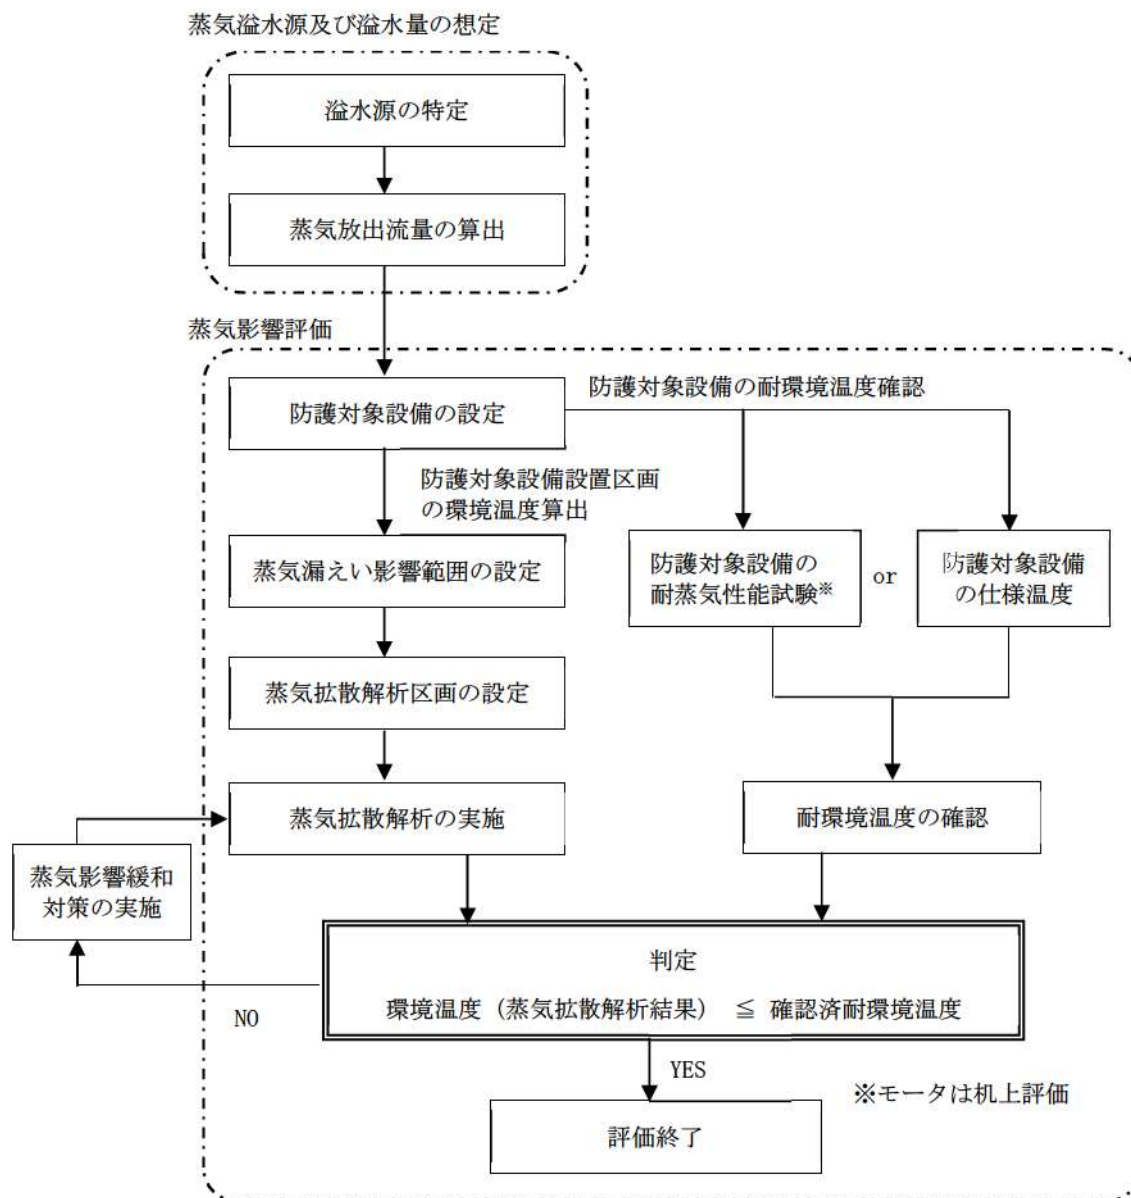 蒸気溢水源及び溢水量の想定
溢水源の特定
蒸気放出流量の算出
蒸気影響評価
防護対象設備の設定
防護対象設備の耐環境温度確認
防護対象設備設置区画
の環境温度算出
蒸気漏えい影響範囲の設定
防護対象設備の
耐蒸気性能試験※
or
防護対象設備
の仕様温度
蒸気拡散解析区画の設定
蒸気拡散解析の実施
耐環境温度の確認
蒸気影響緩和
対策の実施
判定
環境温度(蒸気拡散解析結果) ≦ 確認済耐環境温度
NO
YES
※モータは机上評価
評価終了